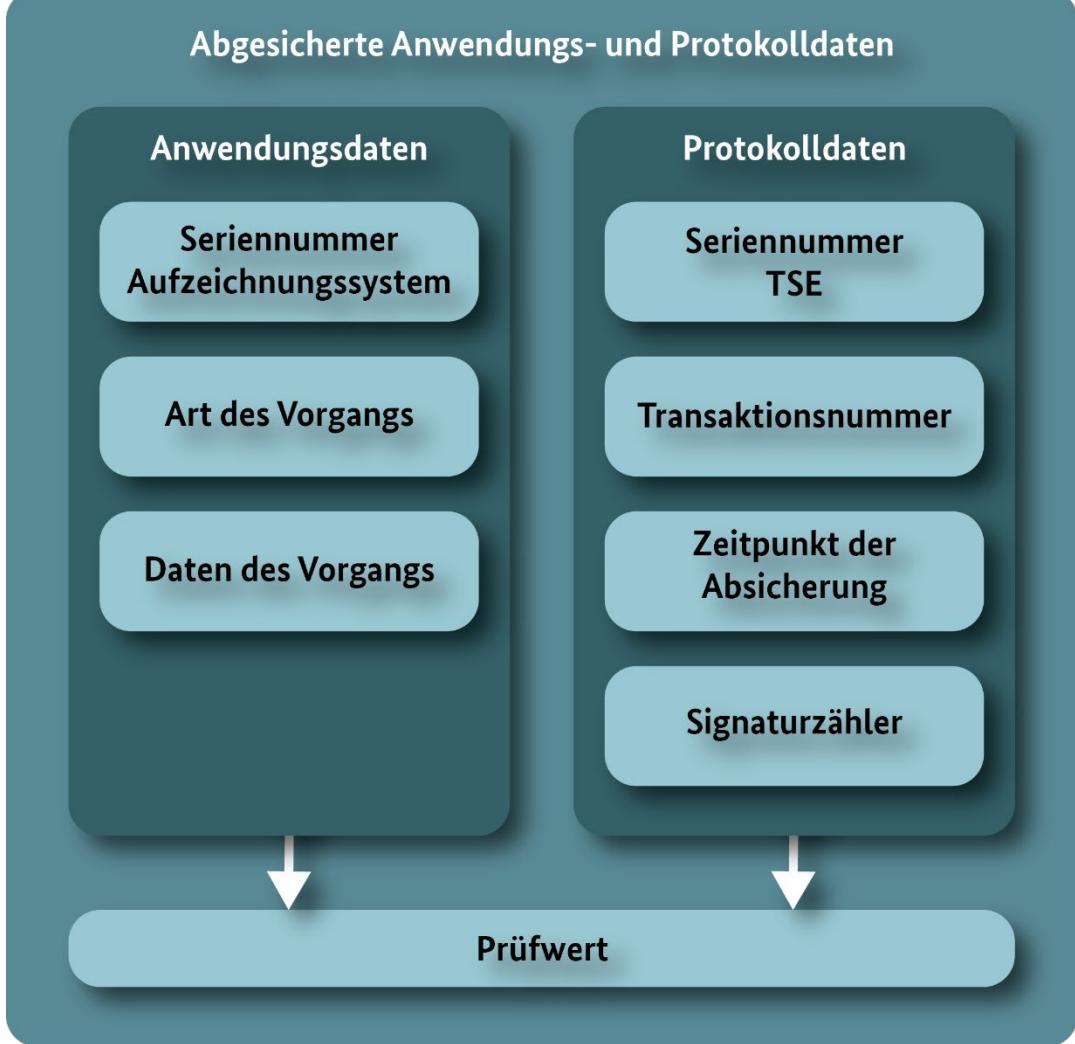 Abgesicherte Anwendungs- und Protokolldaten
Anwendungsdaten
Seriennummer
Aufzeichnungssystem
Art des Vorgangs
Daten des Vorgangs
Protokolldaten
Seriennummer
TSE
Transaktionsnummer
Zeitpunkt der
Absicherung
Signaturzähler
Prüfwert